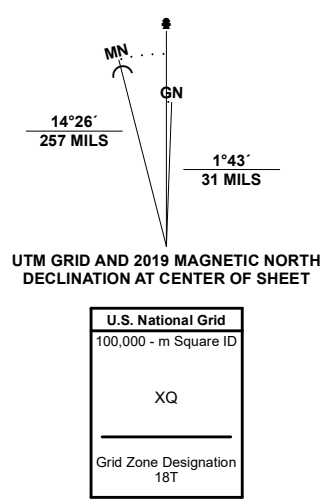 MN
GN
14°26´
257 MILS
1°43´
31 MILS
UTM GRID AND 2019 MAGNETIC NORTH
DECLINATION AT CENTER OF SHEET
U.S. National Grid
100,000 - m Square ID
XQ
Grid Zone Designation
18T